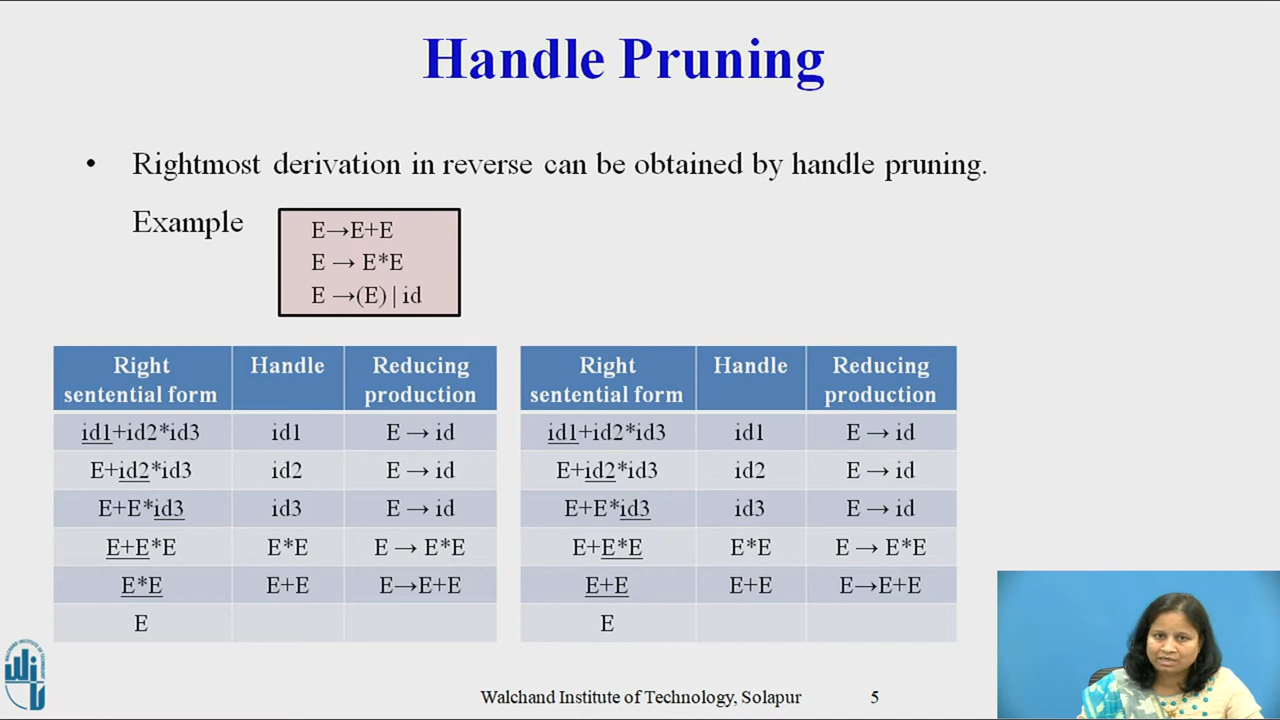 Handle Pruning
• Rightmost derivation in reverse can be obtained by handle pruning.
Example
E→E+E
E → E*E
E →(E) | id
Right sentential form Handle Reducing production
id1+id2*id3 id1 E → id
E+id2*id3 id2 E → id
E+E*id3 id3 E → id
E+E*E E*E E → E*E
E*E E+E E→E+E
E
Right sentential form Handle Reducing production
id1+id2*id3 id1 E → id
E+id2*id3 id2 E → id
E+E*id3 id3 E → id
E+E*E E*E E → E*E
E+E E+E E→E+E
E
Walchand Institute of Technology, Solapur 5